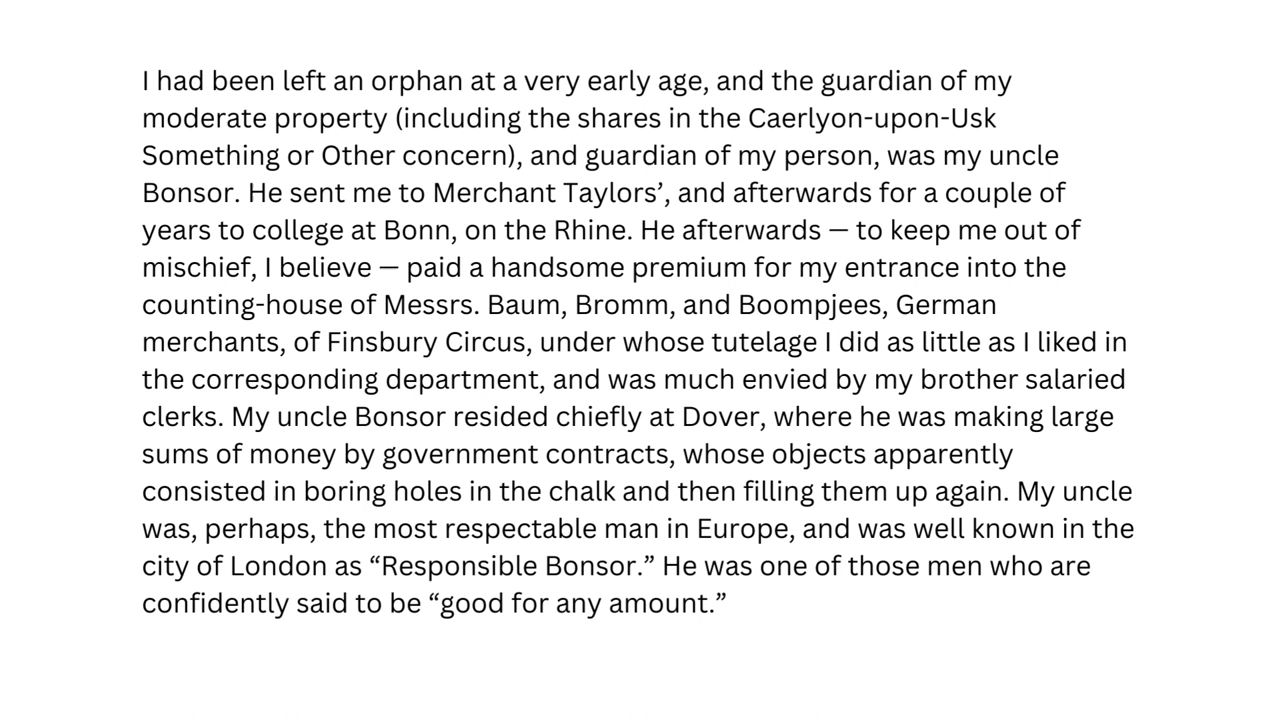 I had been left an orphan at a very early age, and the guardian of my
moderate property (including the shares in the Caerlyon-upon-Usk
Something or Other concern), and guardian of my person, was my uncle
Bonsor. He sent me to Merchant Taylors’, and afterwards for a couple of
years to college at Bonn, on the Rhine. He afterwards — to keep me out of
mischief, I believe — paid a handsome premium for my entrance into the
counting-house of Messrs. Baum, Bromm, and Boompjees, German
merchants, of Finsbury Circus, under whose tutelage I did as little as I liked in
the corresponding department, and was much envied by my brother salaried
clerks. My uncle Bonsor resided chiefly at Dover, where he was making large
sums of money by government contracts, whose objects apparently
consisted in boring holes in the chalk and then filling them up again. My uncle
was, perhaps, the most respectable man in Europe, and was well known in the
city of London as “Responsible Bonsor.” He was one of those men who are
confidently said to be “good for any amount.”